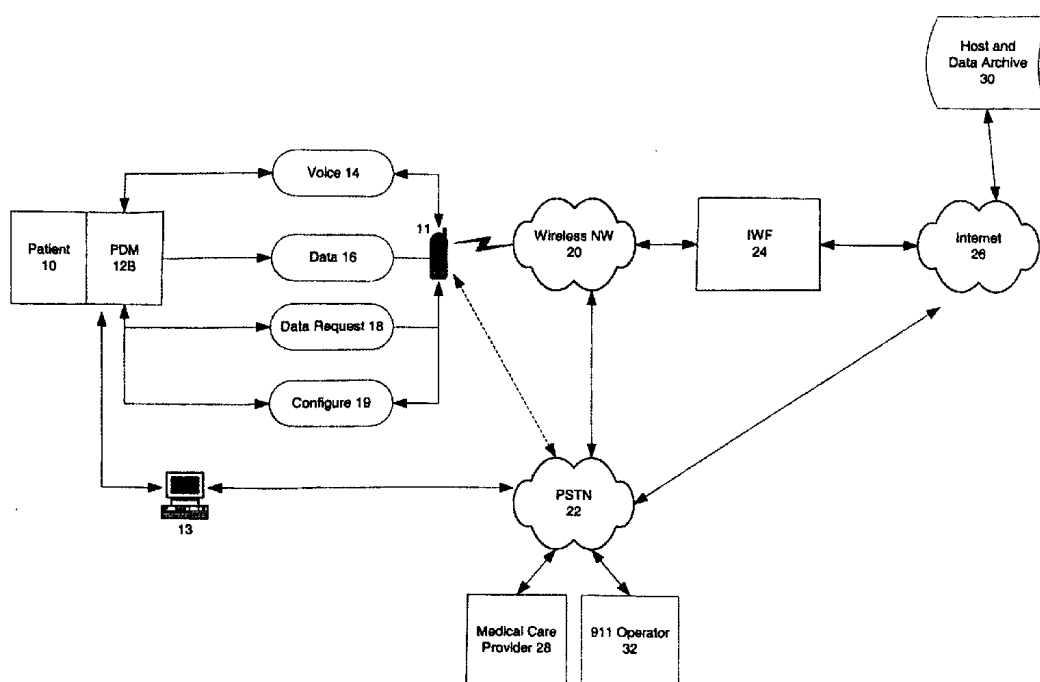 Host and
Data Archive
30
Voice 14
11
Patient
10
PDM
12B
Data 16
Wireless NW
20
IWF
24
Internet
26
Data Request 18
Configure 19
13
PSTN
22
Medical Care
Provider 28
911 Operator
32